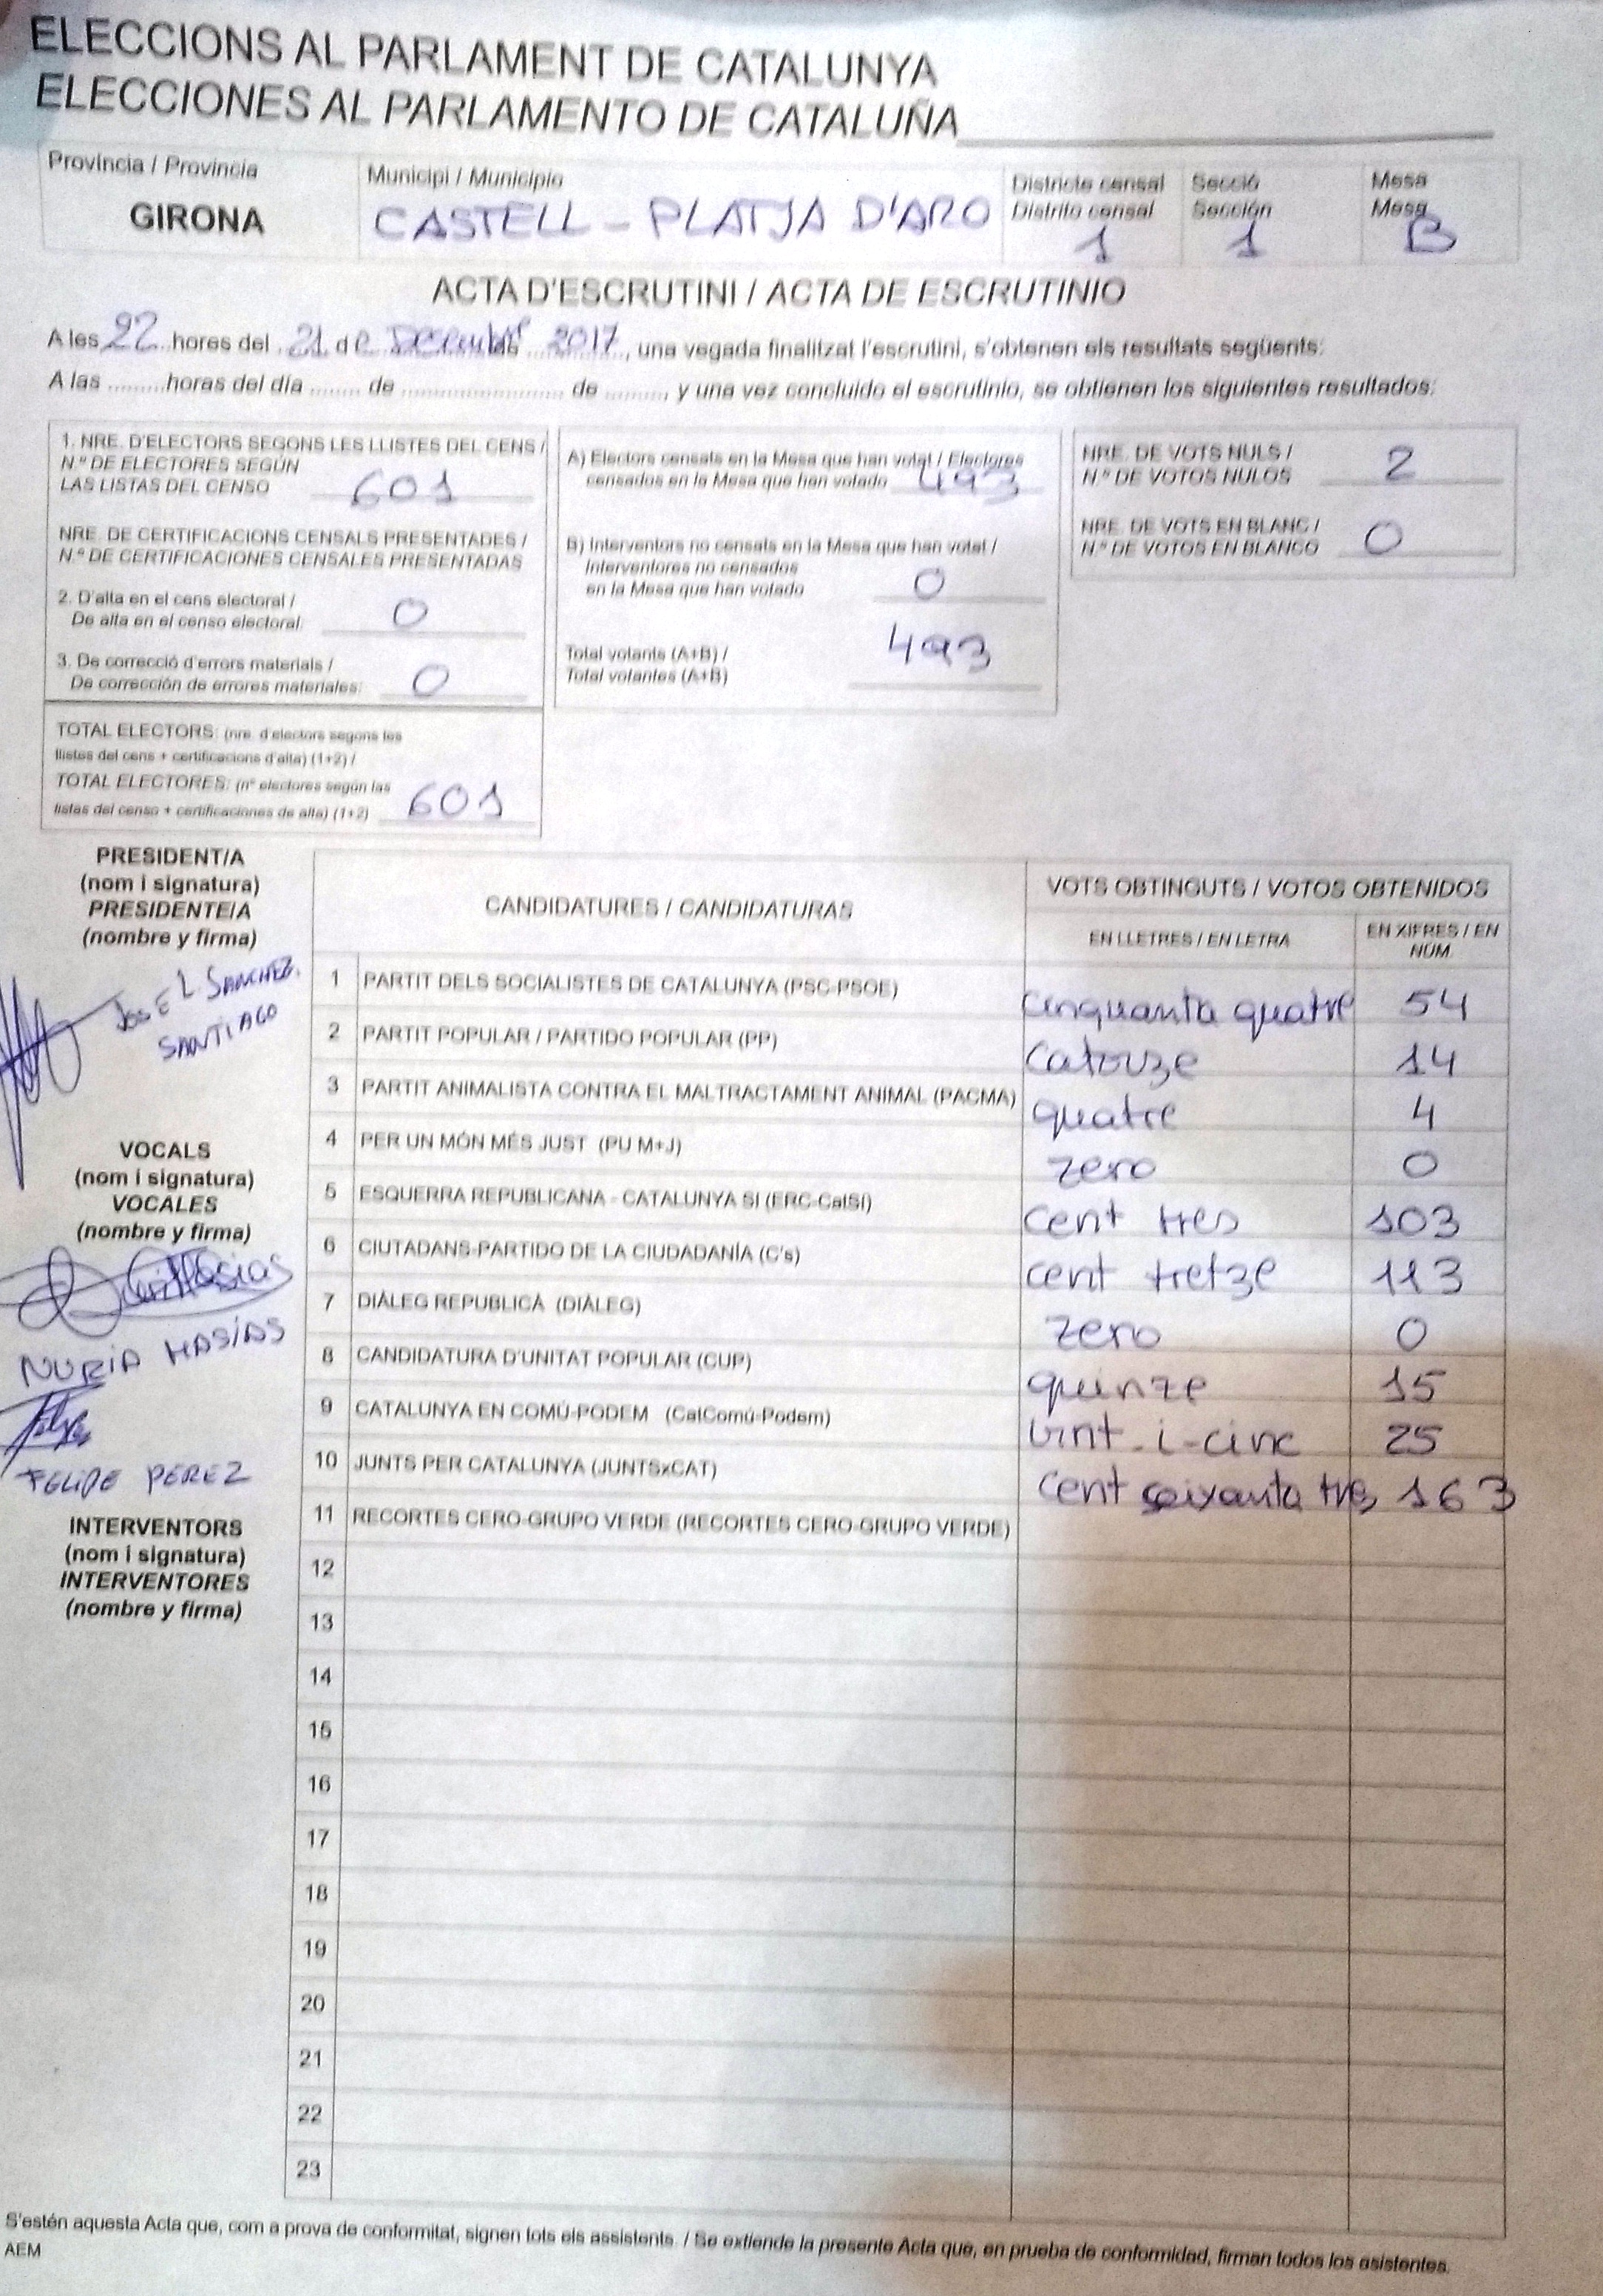 ELECCIONS AL PARLAMENT DE CATALUNYA
ELECCIONES AL PARLAMENTO DE CATALUÑA
Província / Provincia
GIRONA
Municipi / Municipio
CASTELL - PLATJA D'ARO
Districte censal
Distrito censal
1
Secció
Sección
1
Mesa
Mesa
B
ACTA D'ESCRUTINI / ACTA DE ESCRUTINIO
A les 22 hores del 21 de Decembre de 2017, una vegada finalitzat l'escrutini, s'obtenen els resultats següents:
A las ........ horas del día ........ de ........................ de ........, y una vez concluido el escrutinio, se obtienen los siguientes resultados:
1. NRE. D'ELECTORS SEGONS LES LLISTES DEL CENS /
N.º DE ELECTORES SEGÚN
LAS LISTAS DEL CENSO 601
NRE. DE CERTIFICACIONS CENSALS PRESENTADES /
N.º DE CERTIFICACIONES CENSALES PRESENTADAS
2. D'alta en el cens electoral /
De alta en el censo electoral: 0
3. De correcció d'errors materials /
De corrección de errores materiales: 0
TOTAL ELECTORS: (nre. d'electors segons les
llistes del cens + certificacions d'alta) (1+2) /
TOTAL ELECTORES: (nº electores según las
listas del censo + certificaciones de alta) (1+2) 601
A) Electors censats en la Mesa que han votat / Electores
censados en la Mesa que han votado 493
B) Interventors no censats en la Mesa que han votat /
Interventores no censados
en la Mesa que han votado 0
Total votants (A+B) /
Total votantes (A+B) 493
NRE. DE VOTS NULS /
N.º DE VOTOS NULOS 2
NRE. DE VOTS EN BLANC /
N.º DE VOTOS EN BLANCO 0
PRESIDENT/A
(nom i signatura)
PRESIDENTE/A
(nombre y firma)
JOSE L. SANCHEZ
SANTIAGO
VOCALS
(nom i signatura)
VOCALES
(nombre y firma)
NURIA MASÍAS
FELIPE PEREZ
INTERVENTORS
(nom i signatura)
INTERVENTORES
(nombre y firma)
CANDIDATURES / CANDIDATURAS
VOTS OBTINGUTS / VOTOS OBTENIDOS
EN LLETRES / EN LETRA
EN XIFRES / EN NÚM.
1 PARTIT DELS SOCIALISTES DE CATALUNYA (PSC-PSOE) cinquanta quatre 54
2 PARTIT POPULAR / PARTIDO POPULAR (PP) Catorze 14
3 PARTIT ANIMALISTA CONTRA EL MALTRACTAMENT ANIMAL (PACMA) quatre 4
4 PER UN MÓN MÉS JUST (PU M+J) zero 0
5 ESQUERRA REPUBLICANA - CATALUNYA SÍ (ERC-CatSí) cent tres 103
6 CIUTADANS-PARTIDO DE LA CIUDADANÍA (C's) cent tretze 113
7 DIÀLEG REPUBLICÀ (DIÀLEG) zero 0
8 CANDIDATURA D'UNITAT POPULAR (CUP) quinze 15
9 CATALUNYA EN COMÚ-PODEM (CatComú-Podem) vint-i-cinc 25
10 JUNTS PER CATALUNYA (JUNTSxCAT) Cent seixanta tres 163
11 RECORTES CERO-GRUPO VERDE (RECORTES CERO-GRUPO VERDE)
12
13
14
15
16
17
18
19
20
21
22
23
S'estén aquesta Acta que, com a prova de conformitat, signen tots els assistents. / Se extiende la presente Acta que, en prueba de conformidad, firman todos los asistentes.
AEM